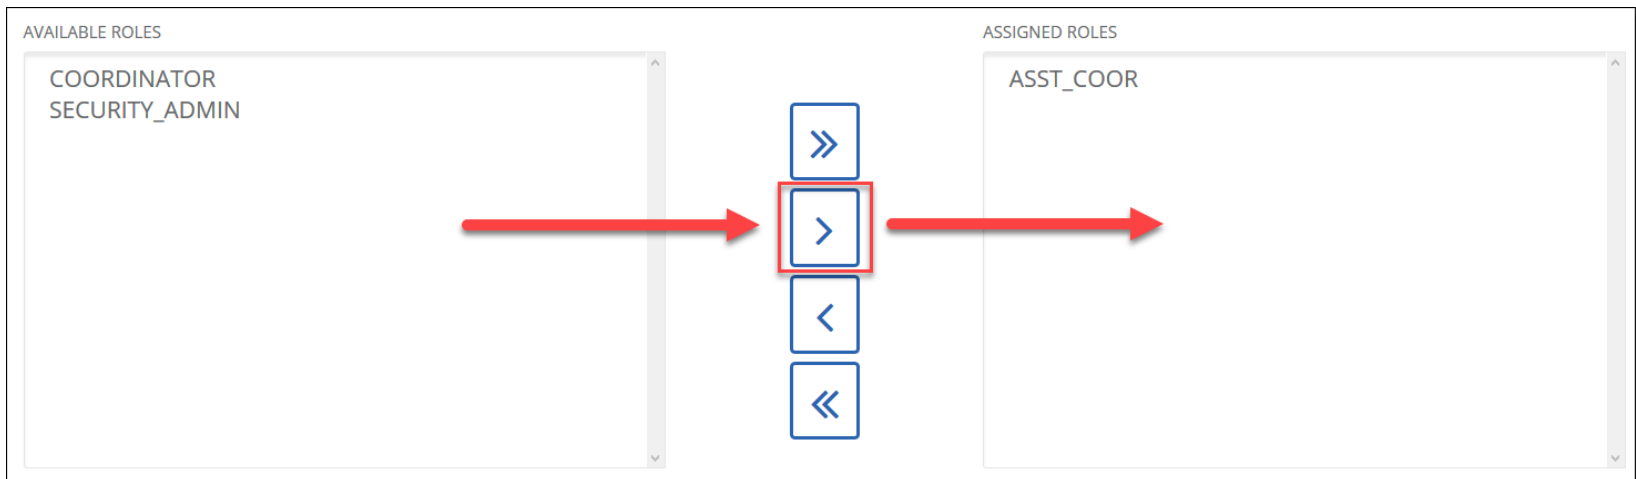 AVAILABLE ROLES
COORDINATOR
SECURITY_ADMIN
ASSIGNED ROLES
ASST_COOR